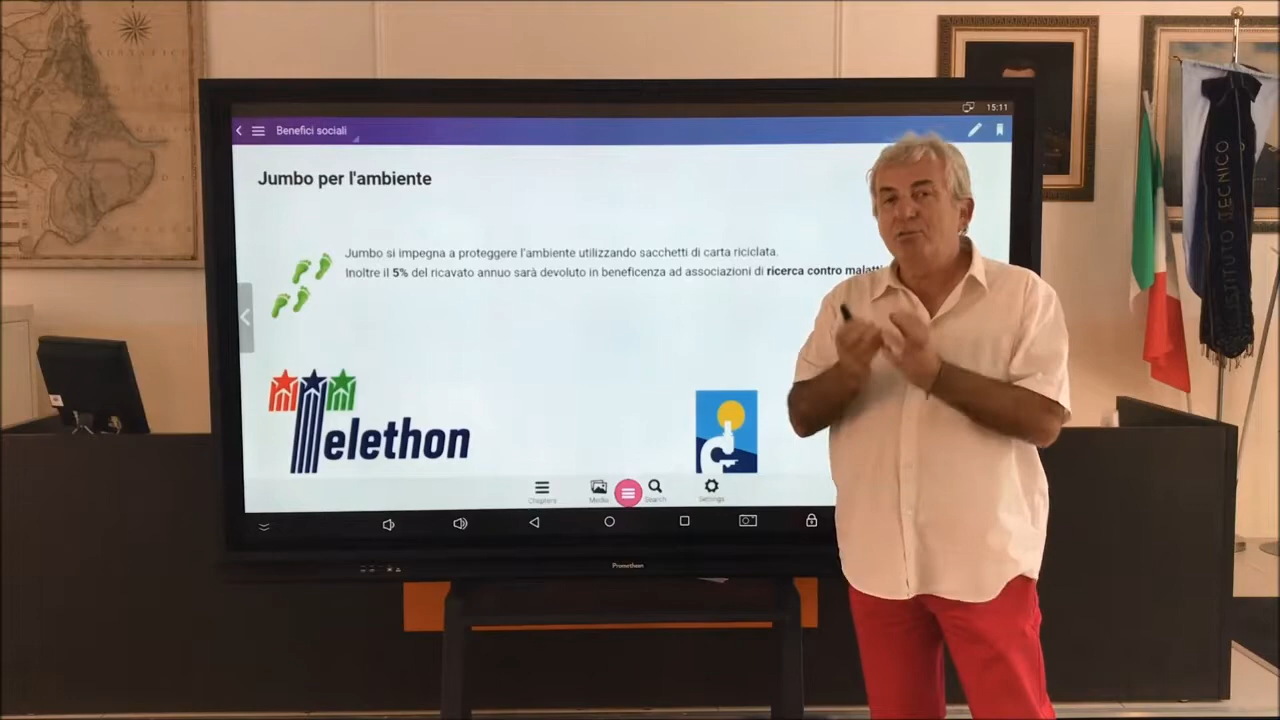 15:11
Benefici sociali
Jumbo per l'ambiente
Jumbo si impegna a proteggere l'ambiente utilizzando sacchetti di carta riciclata.
Inoltre il 5% del ricavato annuo sarà devoluto in beneficenza ad associazioni di ricerca contro malatti
Telethon
Chapters Media Search Settings
Promethean
ISTITUTO TECNICO